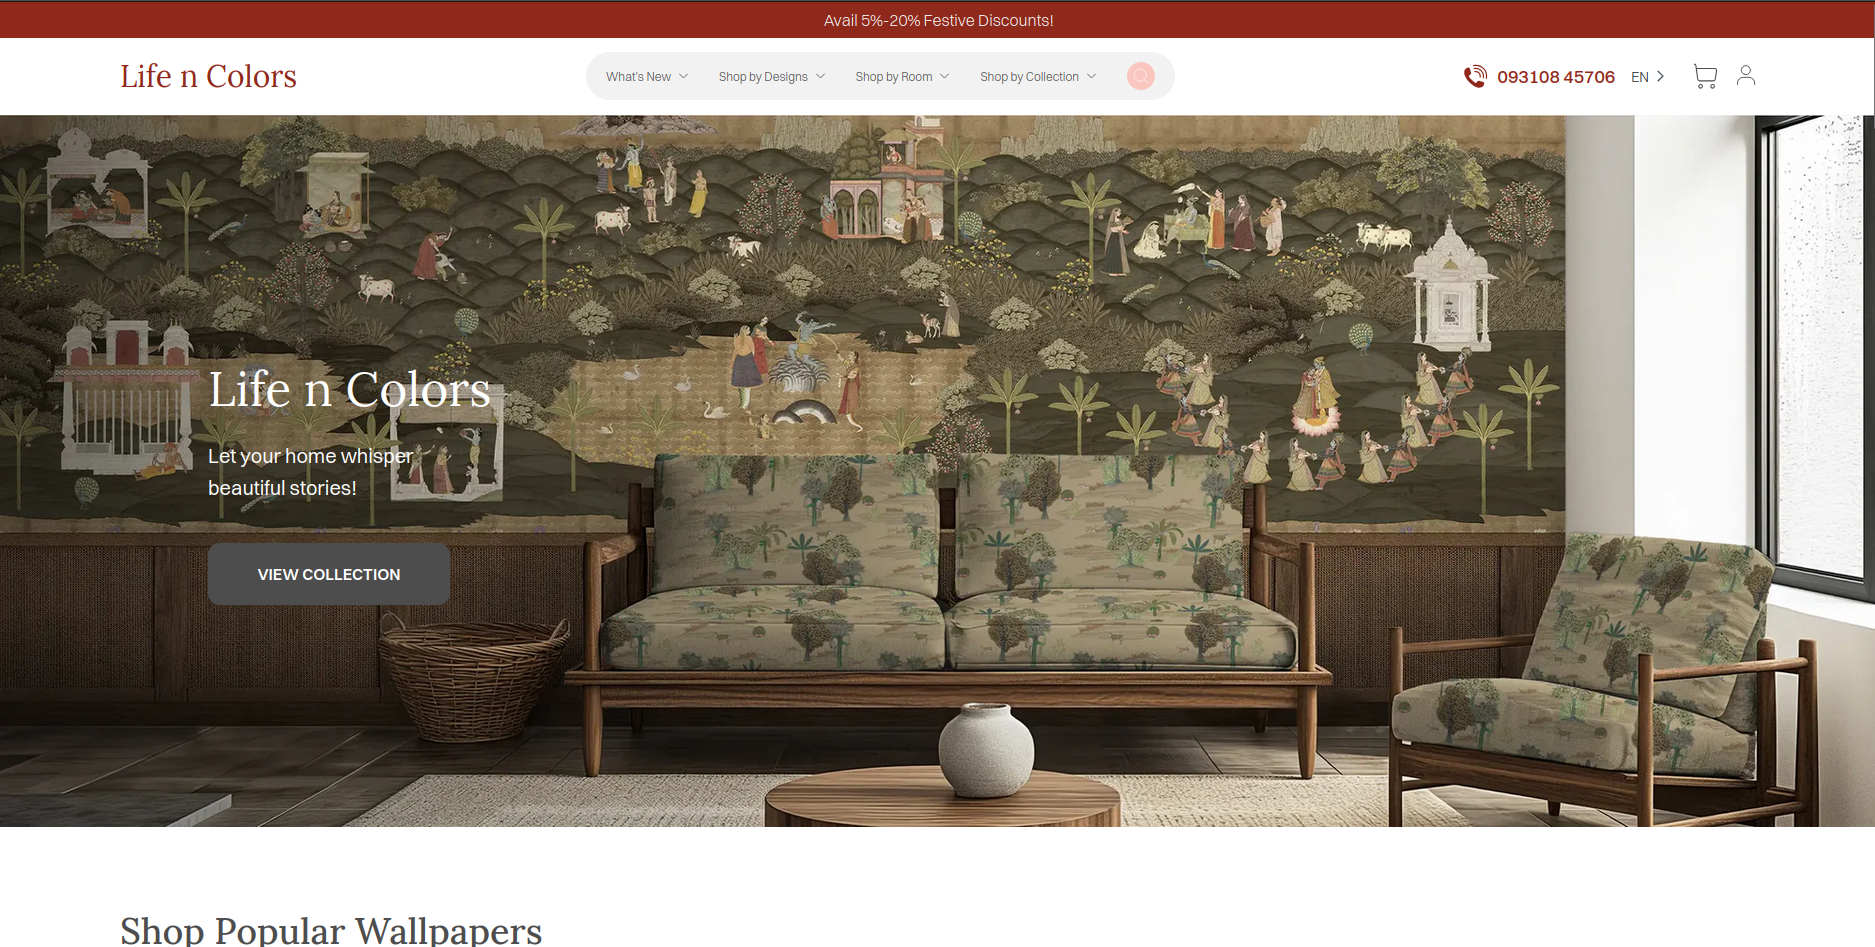 Avail 5%-20% Festive Discounts!
Life n Colors
What's New
Shop by Designs
Shop by Room
Shop by Collection
093108 45706
EN
Life n Colors
Let your home whisper
beautiful stories!
VIEW COLLECTION
Shop Popular Wallpapers